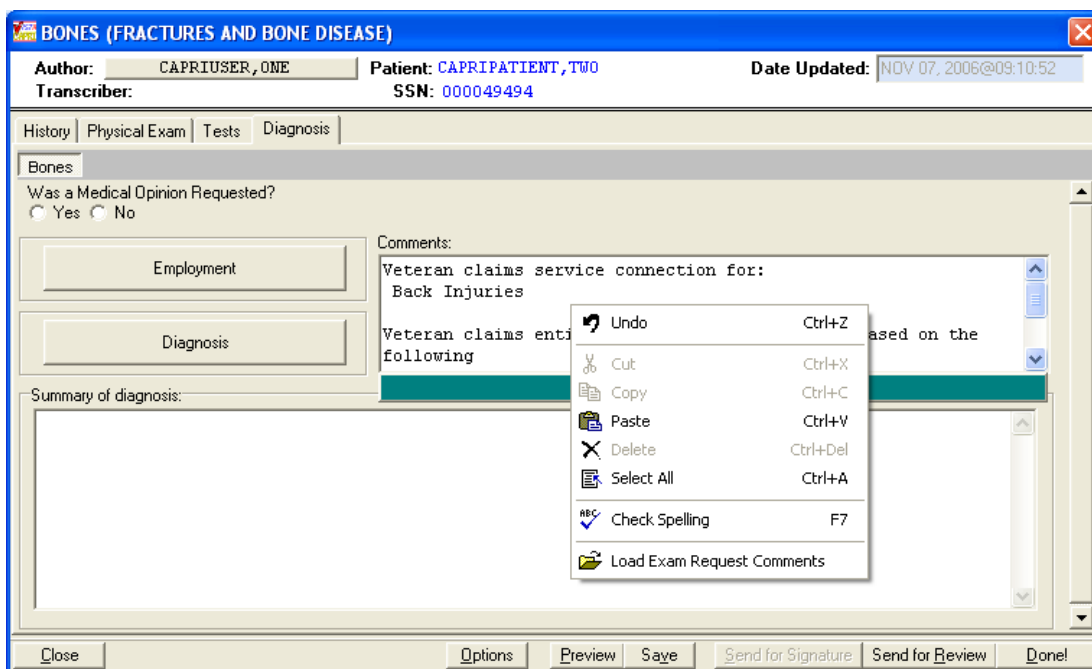 BONES (FRACTURES AND BONE DISEASE)
Author: CAPRIUSER,ONE Patient: CAPRIPATIENT,TWO Date Updated: NOV 07, 2006@09:10:52
Transcriber: SSN: 000049494
History Physical Exam Tests Diagnosis
Bones
Was a Medical Opinion Requested?
Yes No
Employment
Diagnosis
Comments:
Veteran claims service connection for:
Back Injuries
Veteran claims enti ased on the
following
Undo Ctrl+Z
Cut Ctrl+X
Copy Ctrl+C
Paste Ctrl+V
Delete Ctrl+Del
Select All Ctrl+A
ABC Check Spelling F7
Load Exam Request Comments
Summary of diagnosis:
Close Options Preview Save Send for Signature Send for Review Done!